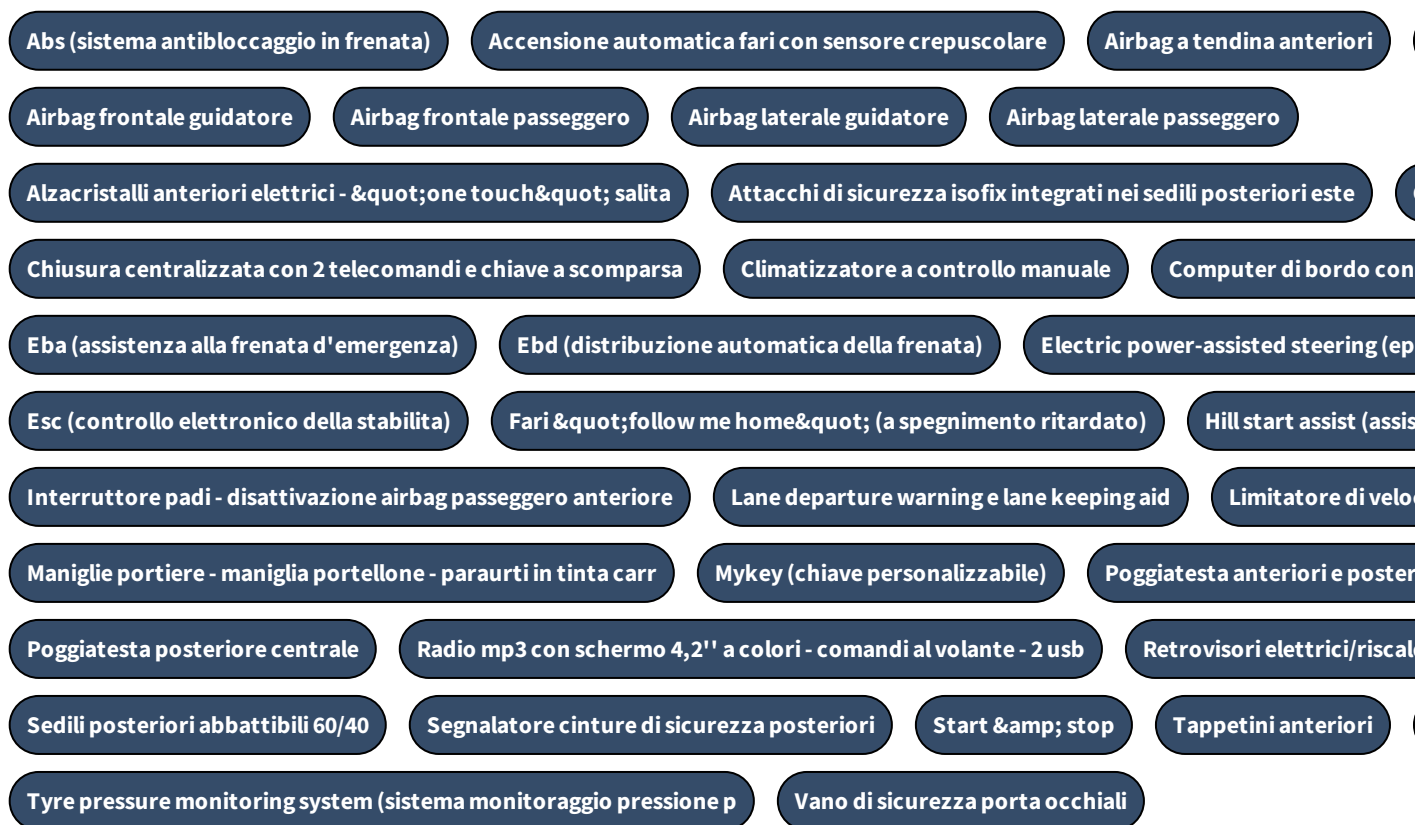 Abs (sistema antibloccaggio in frenata) Accensione automatica fari con sensore crepuscolare Airbag a tendina anteriori
Airbag frontale guidatore Airbag frontale passeggero Airbag laterale guidatore Airbag laterale passeggero
Alzacristalli anteriori elettrici - &quot;one touch&quot; salita Attacchi di sicurezza isofix integrati nei sedili posteriori este
Chiusura centralizzata con 2 telecomandi e chiave a scomparsa Climatizzatore a controllo manuale Computer di bordo con
Eba (assistenza alla frenata d'emergenza) Ebd (distribuzione automatica della frenata) Electric power-assisted steering (ep
Esc (controllo elettronico della stabilita) Fari &quot;follow me home&quot; (a spegnimento ritardato) Hill start assist (assis
Interruttore padi - disattivazione airbag passeggero anteriore Lane departure warning e lane keeping aid Limitatore di velo
Maniglie portiere - maniglia portellone - paraurti in tinta carr Mykey (chiave personalizzabile) Poggiatesta anteriori e poster
Poggiatesta posteriore centrale Radio mp3 con schermo 4,2'' a colori - comandi al volante - 2 usb Retrovisori elettrici/riscal
Sedili posteriori abbattibili 60/40 Segnalatore cinture di sicurezza posteriori Start &amp; stop Tappetini anteriori
Tyre pressure monitoring system (sistema monitoraggio pressione p Vano di sicurezza porta occhiali